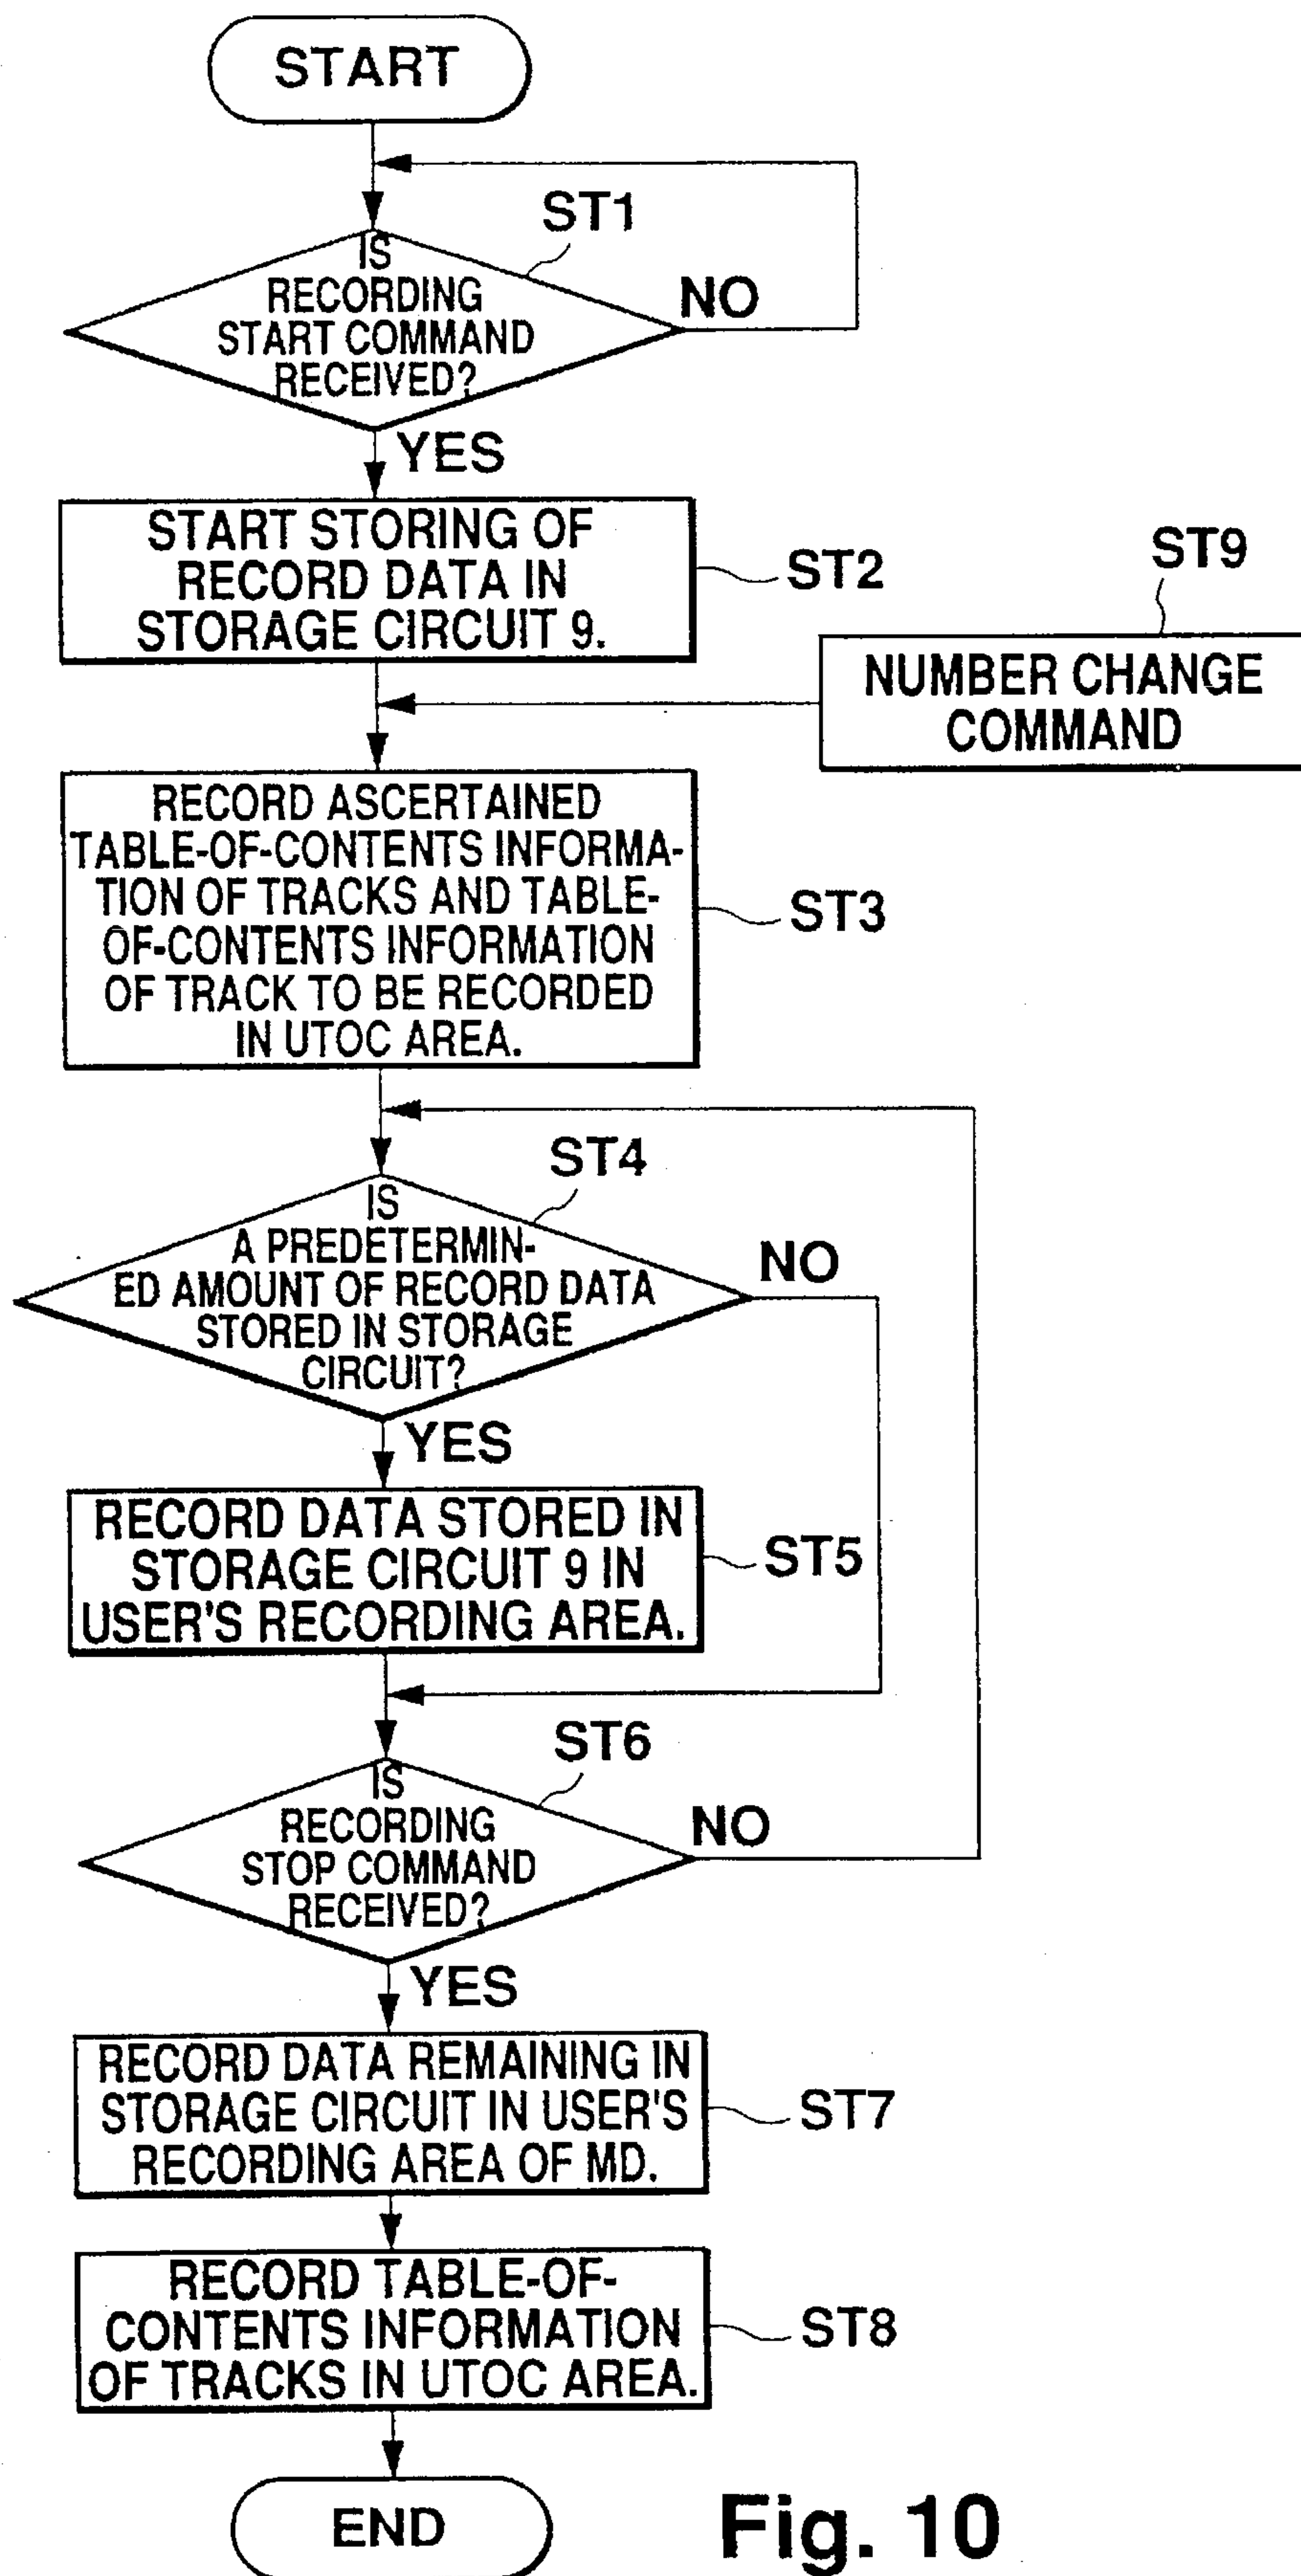 START
ST1
IS
RECORDING
START COMMAND
RECEIVED?
NO
YES
START STORING OF
RECORD DATA IN
STORAGE CIRCUIT 9.
ST2
ST9
NUMBER CHANGE
COMMAND
RECORD ASCERTAINED
TABLE-OF-CONTENTS INFORMA-
TION OF TRACKS AND TABLE-
OF-CONTENTS INFORMATION
OF TRACK TO BE RECORDED
IN UTOC AREA.
ST3
ST4
IS
A PREDETERMIN-
ED AMOUNT OF RECORD DATA
STORED IN STORAGE
CIRCUIT?
NO
YES
RECORD DATA STORED IN
STORAGE CIRCUIT 9 IN
USER'S RECORDING AREA.
ST5
ST6
IS
RECORDING
STOP COMMAND
RECEIVED?
NO
YES
RECORD DATA REMAINING IN
STORAGE CIRCUIT IN USER'S
RECORDING AREA OF MD.
ST7
RECORD TABLE-OF-
CONTENTS INFORMATION
OF TRACKS IN UTOC AREA.
ST8
END
Fig. 10